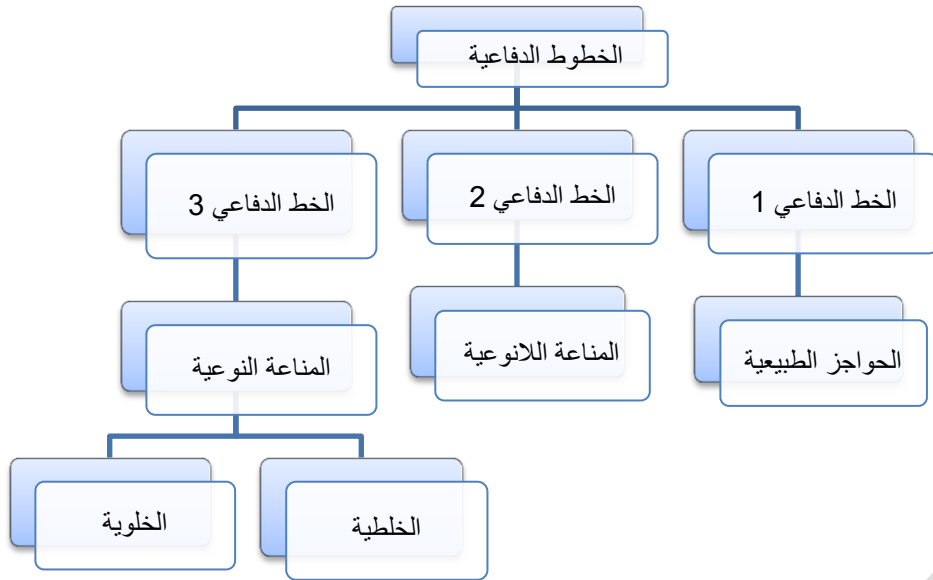 الخطوط الدفاعية
الخط الدفاعي 1
الخط الدفاعي 2
الخط الدفاعي 3
الحواجز الطبيعية
المناعة اللانوعية
المناعة النوعية
الخلطية
الخلوية